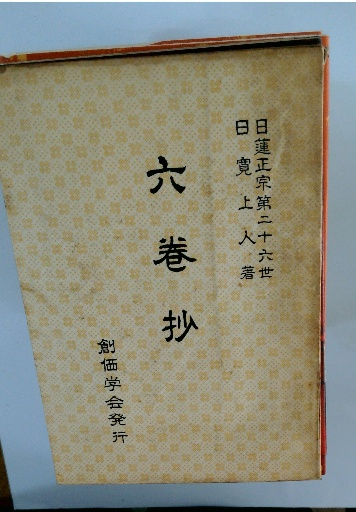 日蓮正宗第二十六世
日寛上人著
六巻抄
創価学会発行